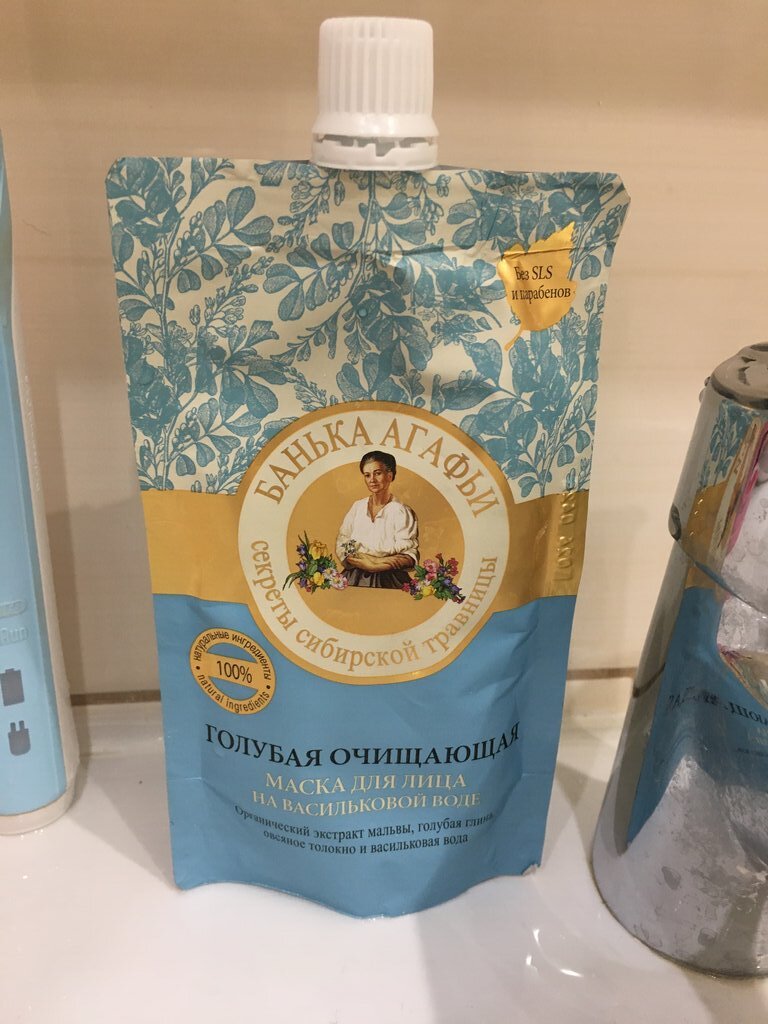 Без SLS
и парабенов
БАНЬКА АГАФЬИ
секреты сибирской травницы
натуральные ингредиенты
100%
natural ingredients
ГОЛУБАЯ ОЧИЩАЮЩАЯ
МАСКА ДЛЯ ЛИЦА
НА ВАСИЛЬКОВОЙ ВОДЕ
Органический экстракт мальвы, голубая глина,
овсяное толокно и васильковая вода